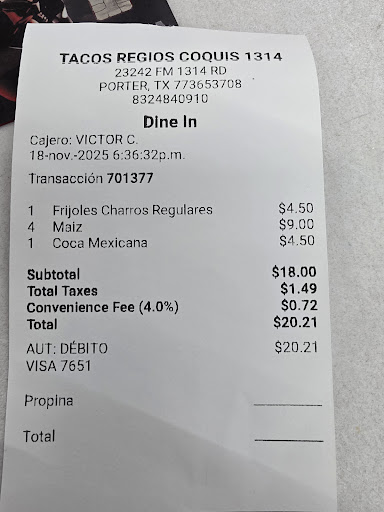 TACOS REGIOS COQUIS 1314
23242 FM 1314 RD
PORTER, TX 773653708
8324840910
Dine In
Cajero: VICTOR C.
18-nov.-2025 6:36:32p.m.
Transacción 701377
1 Frijoles Charros Regulares $4.50
4 Maiz $9.00
1 Coca Mexicana $4.50
Subtotal $18.00
Total Taxes $1.49
Convenience Fee (4.0%) $0.72
Total $20.21
AUT: DÉBITO $20.21
VISA 7651
Propina
Total